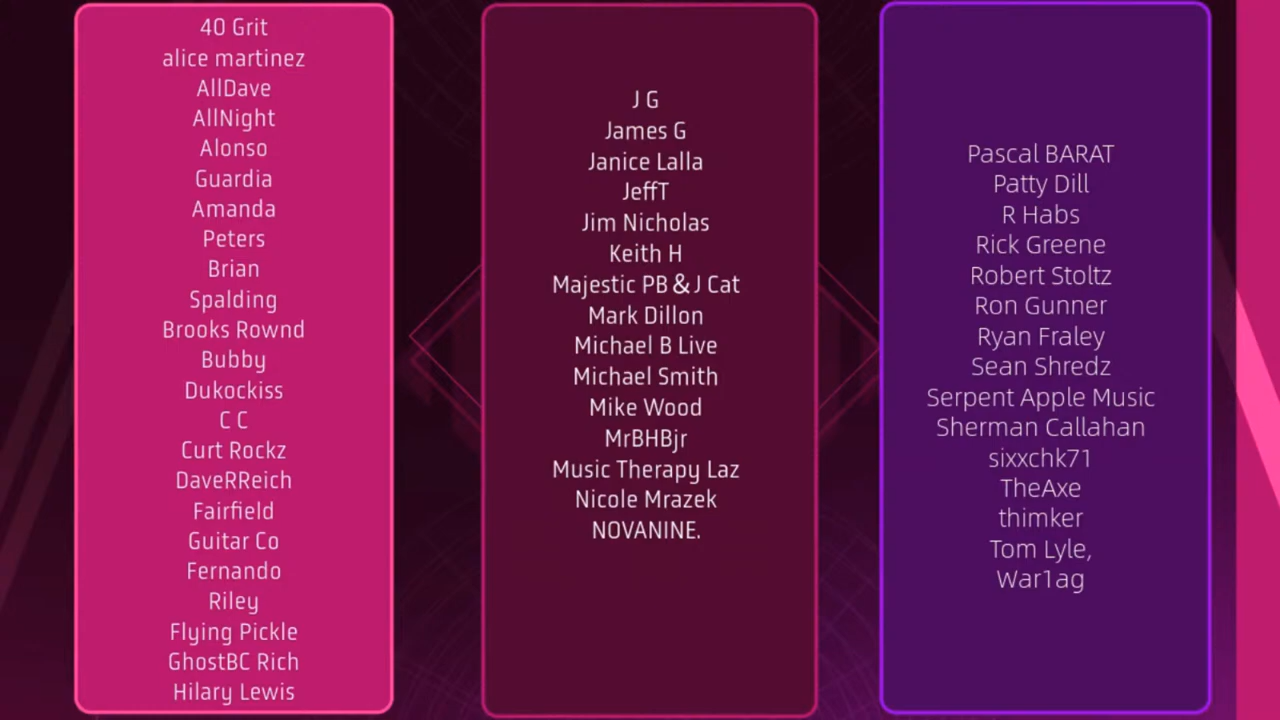 40 Grit
alice martinez
AllDave
AllNight
Alonso
Guardia
Amanda
Peters
Brian
Spalding
Brooks Rownd
Bubby
Dukockiss
C C
Curt Rockz
DaveRReich
Fairfield
Guitar Co
Fernando
Riley
Flying Pickle
GhostBC Rich
Hilary Lewis
J G
James G
Janice Lalla
JeffT
Jim Nicholas
Keith H
Majestic PB & J Cat
Mark Dillon
Michael B Live
Michael Smith
Mike Wood
MrBHBjr
Music Therapy Laz
Nicole Mrazek
NOVANINE.
Pascal BARAT
Patty Dill
R Habs
Rick Greene
Robert Stoltz
Ron Gunner
Ryan Fraley
Sean Shredz
Serpent Apple Music
Sherman Callahan
sixxchk71
TheAxe
thimker
Tom Lyle,
War1ag